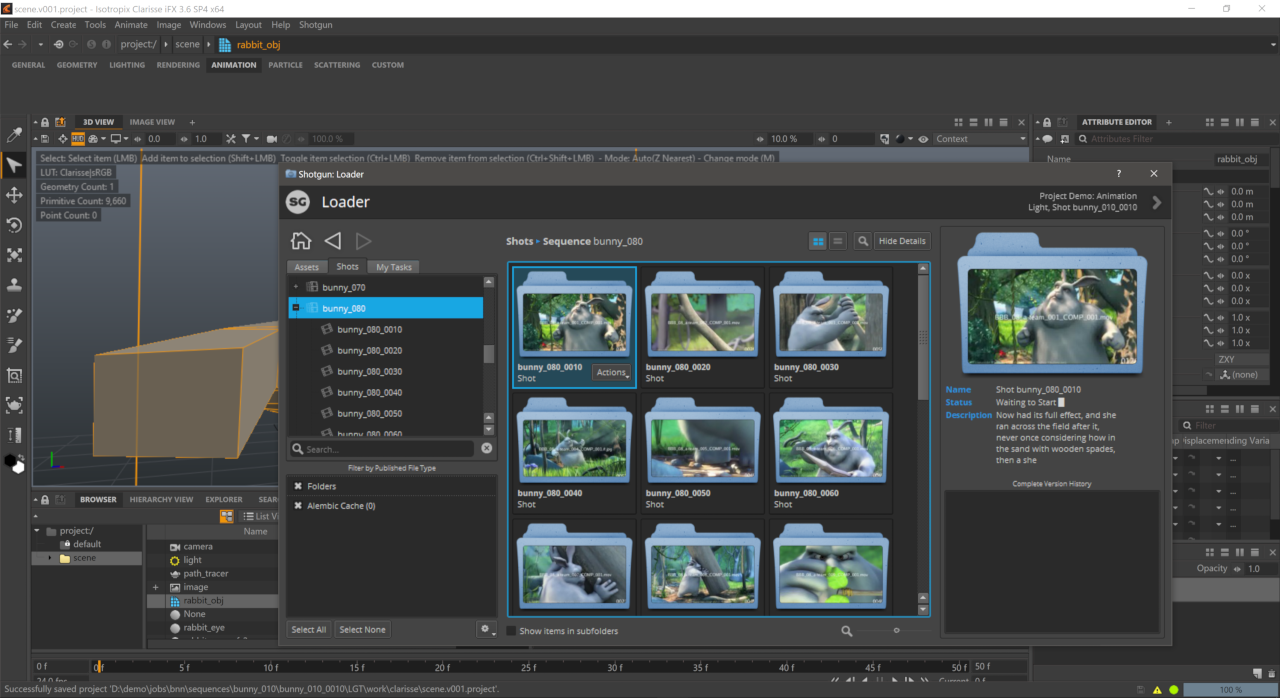 scene.v001.project - Isotropix Clarisse iFX 3.6 SP4 x64
File Edit Create Tools Animate Image Windows Layout Help Shotgun
project:/ scene rabbit_obj
GENERAL GEOMETRY LIGHTING RENDERING ANIMATION PARTICLE SCATTERING CUSTOM
3D VIEW IMAGE VIEW +
ATTRIBUTE EDITOR +
0.0 1.0 100.0 % 10.0 % 0 Context
Attributes Filter
Select: Select item (LMB) Add item to selection (Shift+LMB) Toggle item selection (Ctrl+LMB) Remove item from selection (Ctrl+Shift+LMB) - Mode: Auto(Z Nearest) - Change mode (M)
LUT: Clarisse|sRGB
Geometry Count: 1
Primitive Count: 9,660
Point Count: 0
Name rabbit_obj
0.0 m
0.0 m
0.0 m
0.0 °
0.0 °
0.0 °
0.0 x
0.0 x
0.0 x
1.0 x
1.0 x
1.0 x
ZXY
(none)
Filter
Opacity 1.0
Shotgun: Loader
SG Loader
Project Demo: Animation
Light, Shot bunny_010_0010
Assets Shots My Tasks
bunny_070
bunny_080
bunny_080_0010
bunny_080_0020
bunny_080_0030
bunny_080_0040
bunny_080_0050
bunny_080_0060
Search...
Filter by Published File Type
Folders
Alembic Cache (0)
Select All Select None
Shots Sequence bunny_080
Hide Details
bunny_080_0010
Shot
Actions
bunny_080_0020
Shot
bunny_080_0030
Shot
bunny_080_0040
Shot
bunny_080_0050
Shot
bunny_080_0060
Shot
Show items in subfolders
Name Shot bunny_080_0010
Status Waiting to Start
Description Now had its full effect, and she
ran across the field after it,
never once considering how in
the sand with wooden spades,
then a she
Complete Version History
BROWSER HIERARCHY VIEW EXPLORER
List
Name
project:/
default
scene
camera
light
path_tracer
image
rabbit_obj
None
rabbit_eye
0 f 0f 5 f 10 f 15 f 20 f 25 f 30 f 35 f 40 f 45 f 50 f 50 f
24.0 fps Current 0 f
Successfully saved project 'D:\demo\jobs\bnn\sequences\bunny_010\bunny_010_0010\LGT\work\clarisse\scene.v001.project'.
100 %